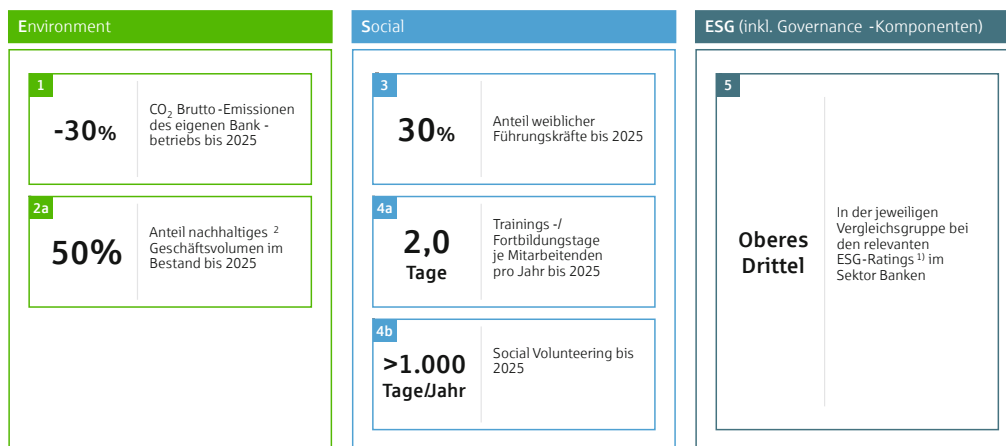 Environment
1
-30%
CO₂ Brutto-Emissionen
des eigenen Bank-
betriebs bis 2025
2a
50%
Anteil nachhaltiges ²
Geschäftsvolumen im
Bestand bis 2025
Social
3
30%
Anteil weiblicher
Führungskräfte bis 2025
4a
2,0
Tage
Trainings-/
Fortbildungstage
je Mitarbeitenden
pro Jahr bis 2025
4b
>1.000
Tage/Jahr
Social Volunteering bis
2025
ESG (inkl. Governance-Komponenten)
5
Oberes
Drittel
In der jeweiligen
Vergleichsgruppe bei
den relevanten
ESG-Ratings ¹⁾ im
Sektor Banken